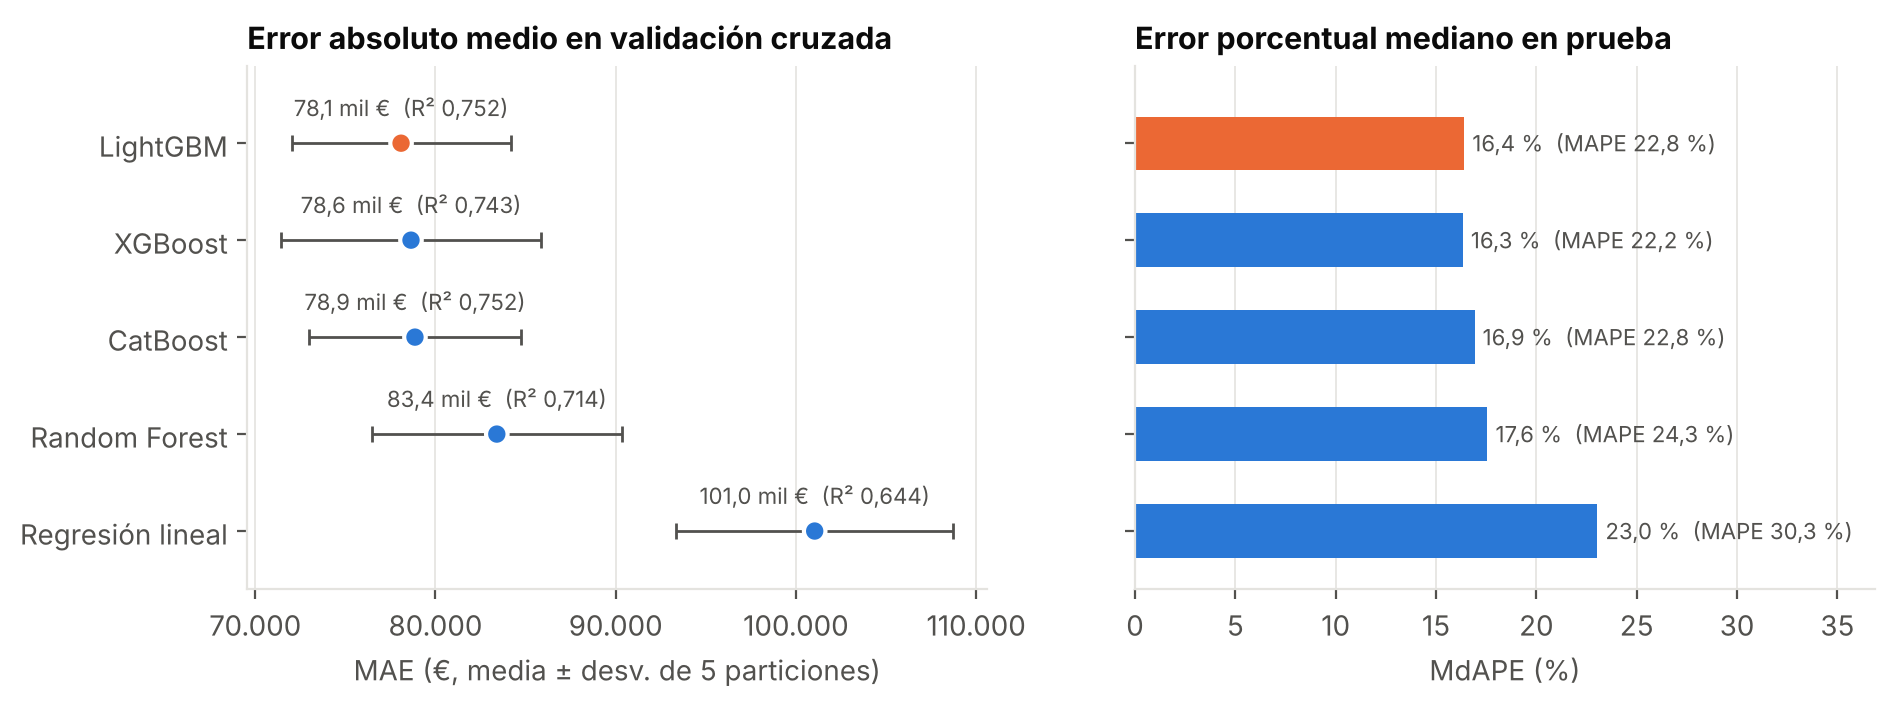 Error absoluto medio en validación cruzada
LightGBM
78,1 mil € (R² 0,752)
XGBoost
78,6 mil € (R² 0,743)
CatBoost
78,9 mil € (R² 0,752)
Random Forest
83,4 mil € (R² 0,714)
Regresión lineal
101,0 mil € (R² 0,644)
70.000 80.000 90.000 100.000 110.000
MAE (€, media ± desv. de 5 particiones)
Error porcentual mediano en prueba
16,4 % (MAPE 22,8 %)
16,3 % (MAPE 22,2 %)
16,9 % (MAPE 22,8 %)
17,6 % (MAPE 24,3 %)
23,0 % (MAPE 30,3 %)
0 5 10 15 20 25 30 35
MdAPE (%)